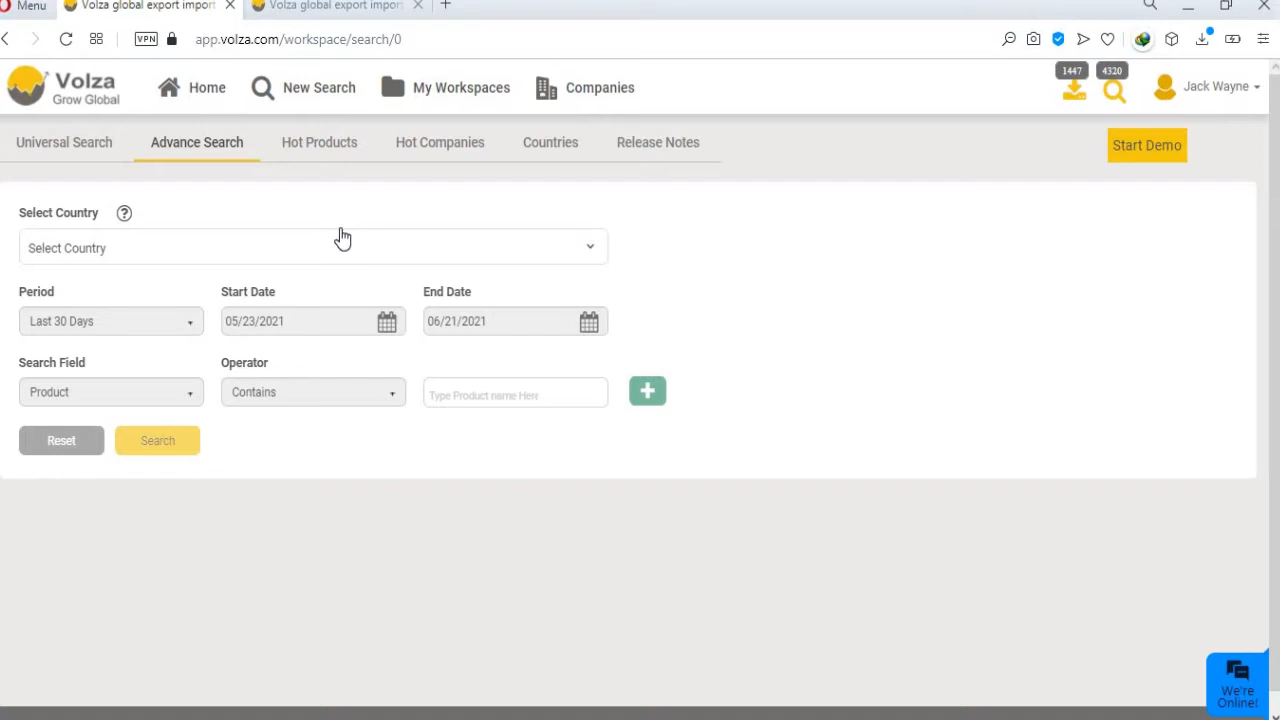 Menu
Volza global export import
Volza global export import
VPN
app.volza.com/workspace/search/0
Volza
Grow Global
Home
New Search
My Workspaces
Companies
1447
4320
Jack Wayne
Universal Search
Advance Search
Hot Products
Hot Companies
Countries
Release Notes
Start Demo
Select Country
?
Select Country
Period
Start Date
End Date
Last 30 Days
05/23/2021
06/21/2021
Search Field
Operator
Product
Contains
Type Product name Here
Reset
Search
We're
Online!